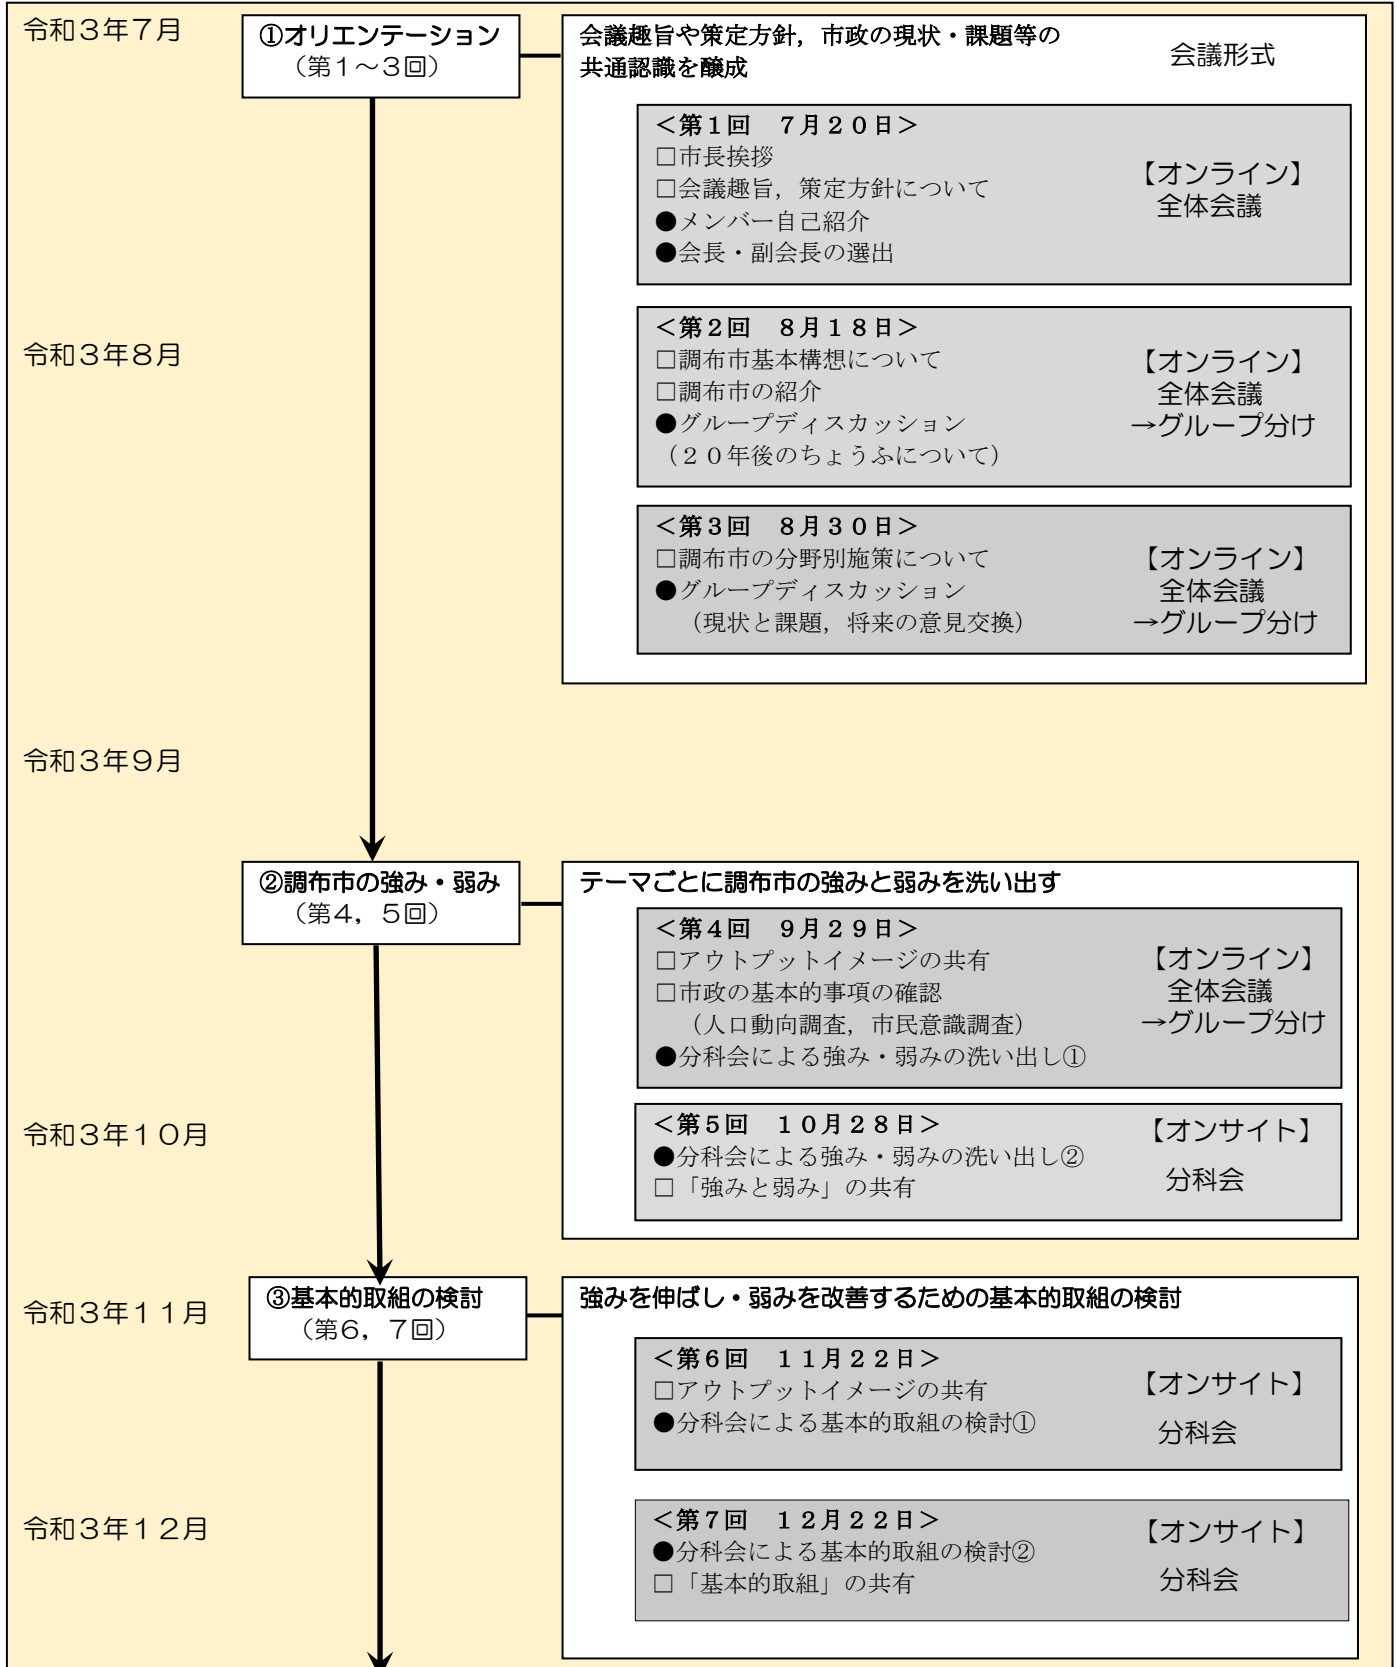 令和３年７月
①オリエンテーション
（第１～３回）
会議趣旨や策定方針，市政の現状・課題等の
共通認識を醸成
会議形式
＜第１回　７月２０日＞
□市長挨拶
□会議趣旨，策定方針について
●メンバー自己紹介
●会長・副会長の選出
【オンライン】
全体会議
令和３年８月
＜第２回　８月１８日＞
□調布市基本構想について
□調布市の紹介
●グループディスカッション
（２０年後のちょうふについて）
【オンライン】
全体会議
→グループ分け
＜第３回　８月３０日＞
□調布市の分野別施策について
●グループディスカッション
（現状と課題，将来の意見交換）
【オンライン】
全体会議
→グループ分け
令和３年９月
②調布市の強み・弱み
（第４，５回）
テーマごとに調布市の強みと弱みを洗い出す
＜第４回　９月２９日＞
□アウトプットイメージの共有
□市政の基本的事項の確認
（人口動向調査，市民意識調査）
●分科会による強み・弱みの洗い出し①
【オンライン】
全体会議
→グループ分け
令和３年１０月
＜第５回　１０月２８日＞
●分科会による強み・弱みの洗い出し②
□「強みと弱み」の共有
【オンサイト】
分科会
令和３年１１月
③基本的取組の検討
（第６，７回）
強みを伸ばし・弱みを改善するための基本的取組の検討
＜第６回　１１月２２日＞
□アウトプットイメージの共有
●分科会による基本的取組の検討①
【オンサイト】
分科会
令和３年１２月
＜第７回　１２月２２日＞
●分科会による基本的取組の検討②
□「基本的取組」の共有
【オンサイト】
分科会